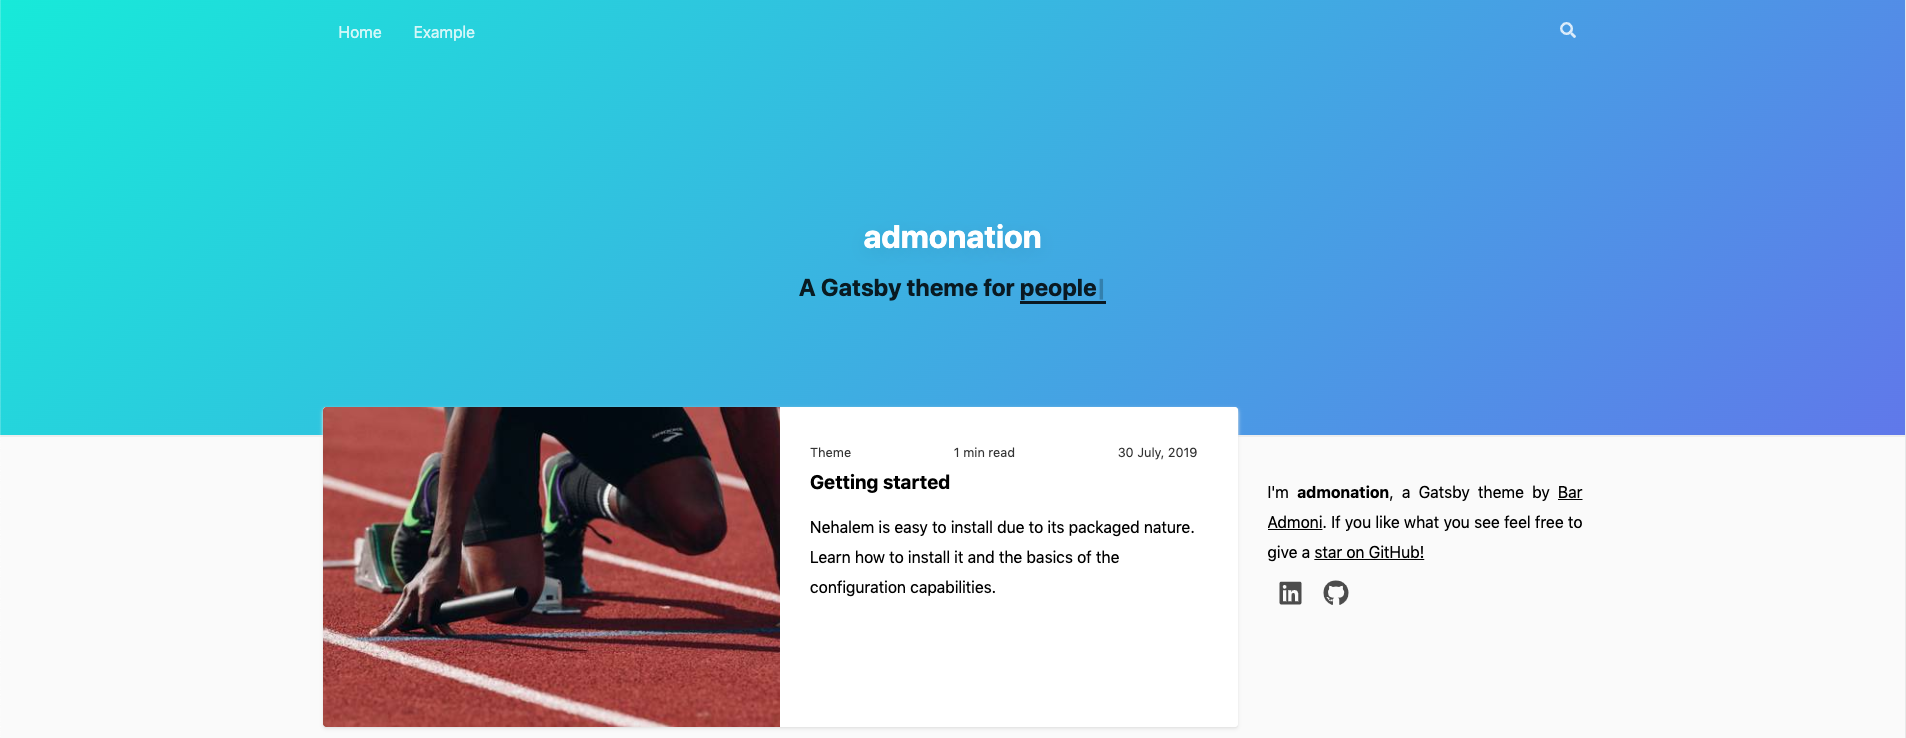 Home Example
admonation
A Gatsby theme for people
Theme 1 min read 30 July, 2019
Getting started
Nehalem is easy to install due to its packaged nature.
Learn how to install it and the basics of the
configuration capabilities.
I'm admonation, a Gatsby theme by Bar
Admoni. If you like what you see feel free to
give a star on GitHub!